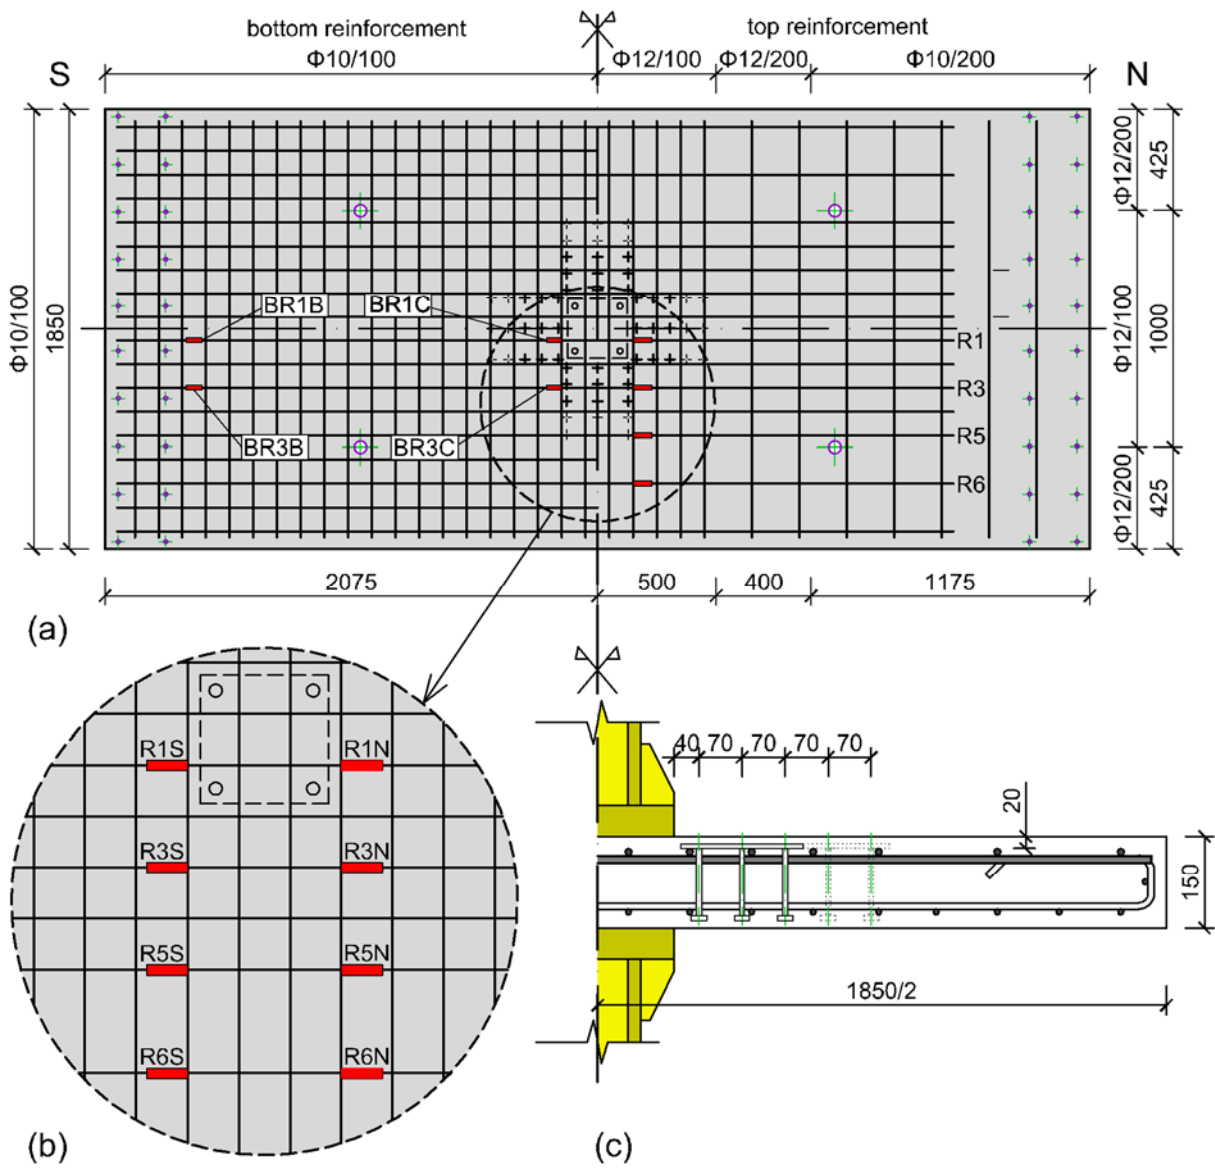 bottom reinforcement
top reinforcement
S
Φ10/100
Φ12/100
Φ12/200
Φ10/200
N
Φ10/100
1850
Φ12/200
425
Φ12/100
1000
Φ12/200
425
BR1B
BR1C
R1
R3
BR3B
BR3C
R5
R6
2075
500
400
1175
(a)
R1S
R1N
R3S
R3N
R5S
R5N
R6S
R6N
(b)
40
70
70
70
70
20
150
1850/2
(c)